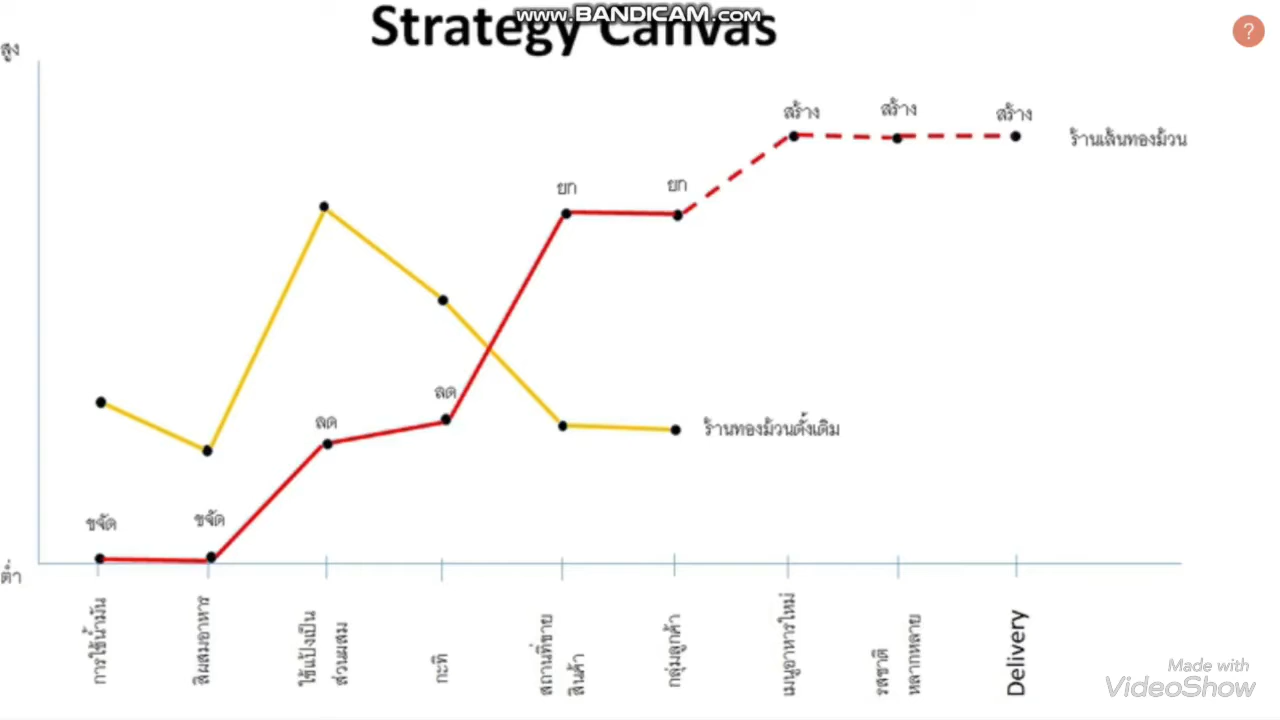 www.BANDICAM.com
Strategy Canvas
?
สูง
สร้าง
สร้าง
สร้าง
ร้านเส้นทองม้วน
ยก
ยก
ลด
ลด
ร้านทองม้วนดั้งเดิม
ขจัด
ขจัด
ต่ำ
การใช้น้ำมัน
สีผสมอาหาร
ใช้แป้งเป็น
ส่วนผสม
กะทิ
สถานที่ขาย
สินค้า
กลุ่มลูกค้า
เมนูอาหารใหม่
รสชาติ
หลากหลาย
Delivery
Made with
VideoShow